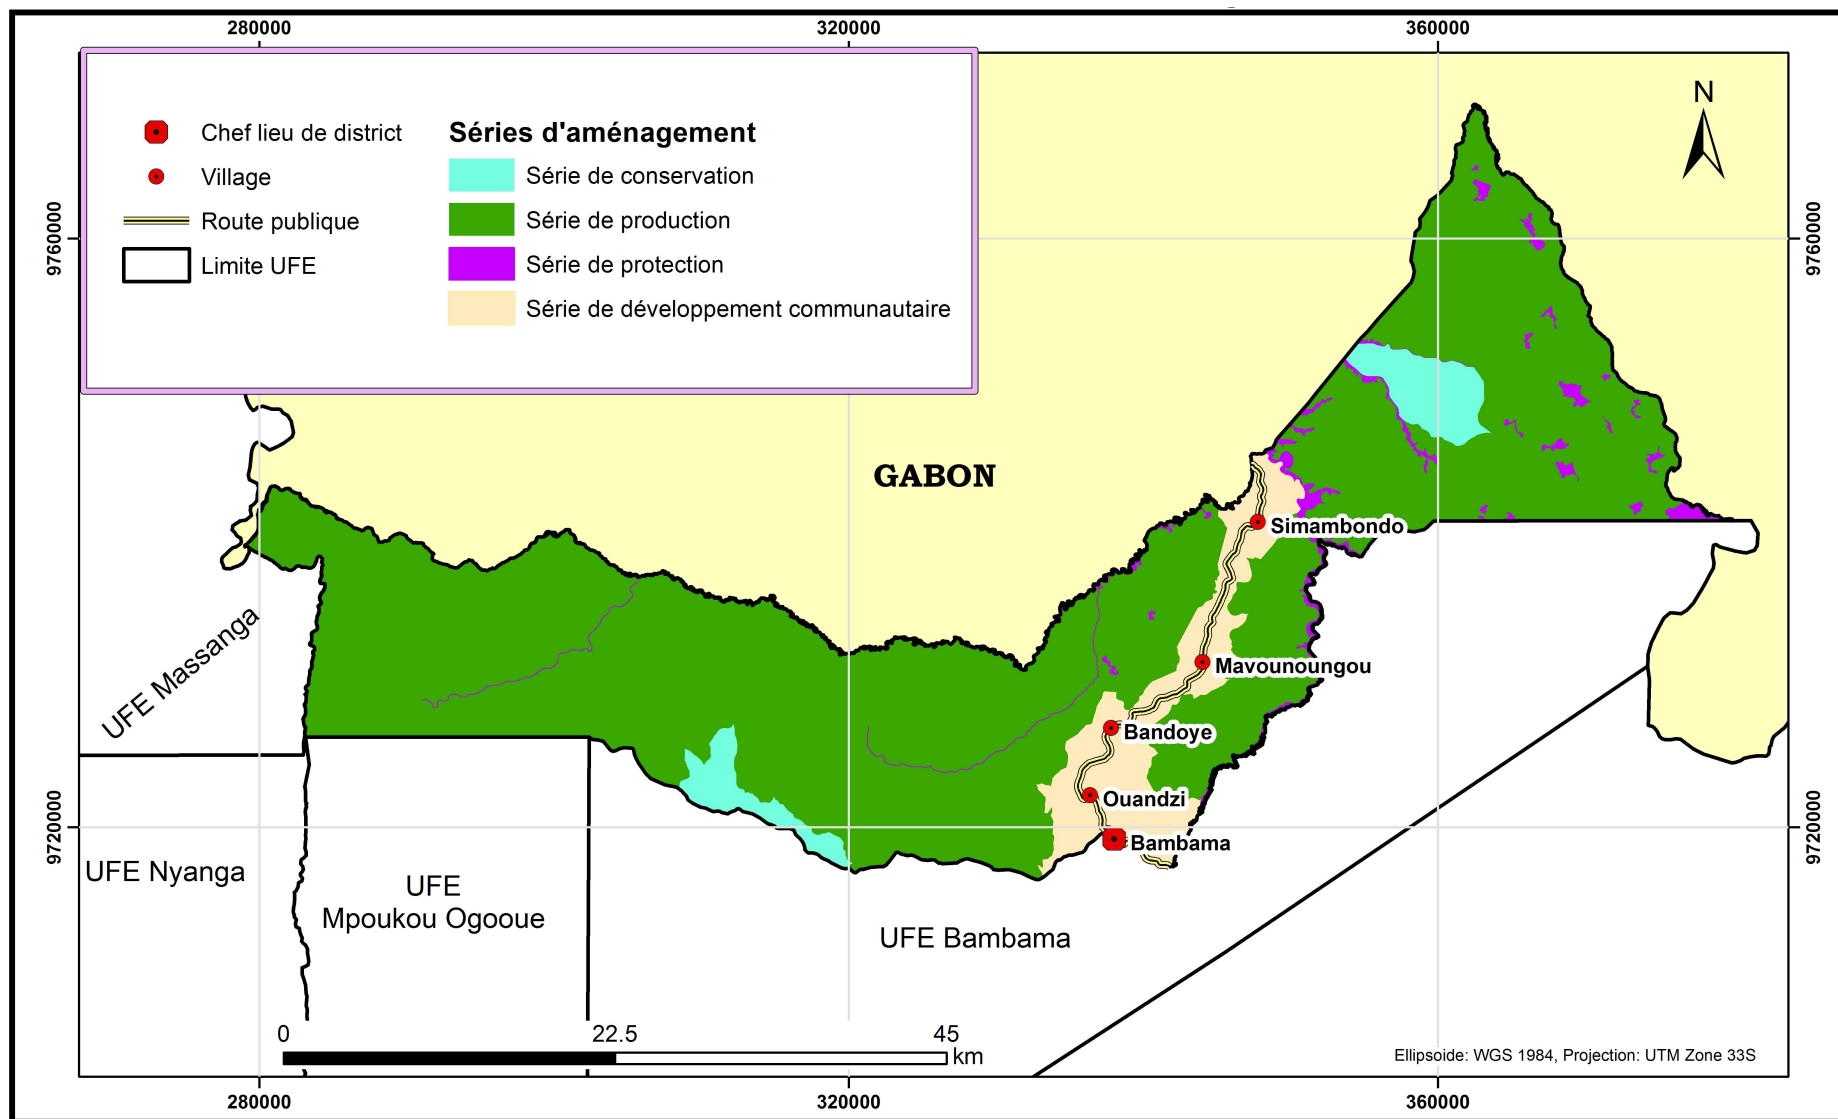 280000
320000
360000
Chef lieu de district
Village
Route publique
Limite UFE
Séries d'aménagement
Série de conservation
Série de production
Série de protection
Série de développement communautaire
N
9760000
9760000
GABON
Simambondo
Mavounoungou
Bandoye
Ouandzi
Bambama
UFE Massanga
9720000
9720000
UFE Nyanga
UFE
Mpoukou Ogooue
UFE Bambama
0 22.5 45
km
Ellipsoide: WGS 1984, Projection: UTM Zone 33S
280000
320000
360000